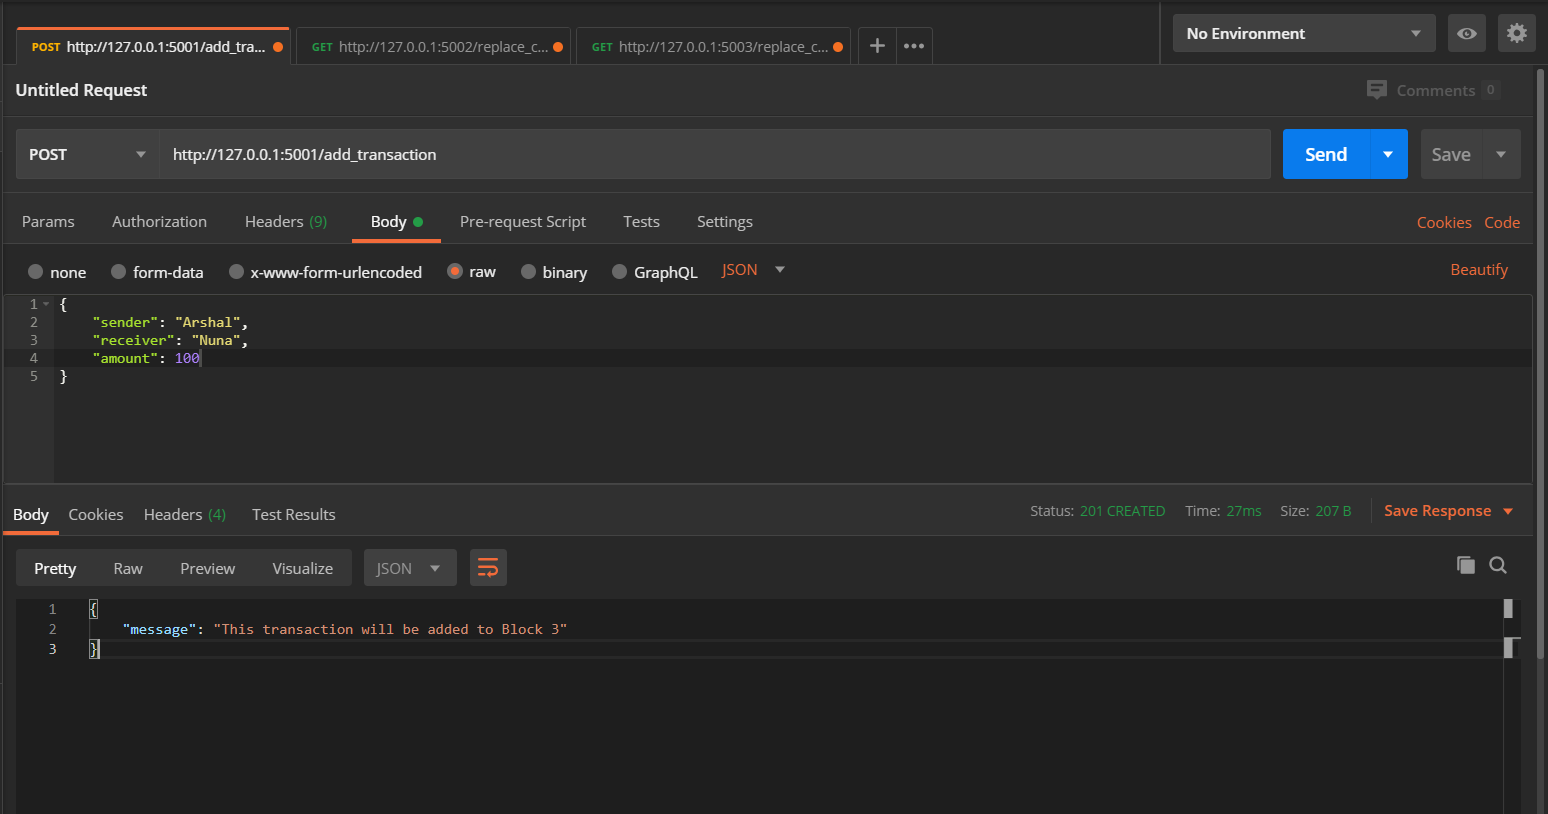 POST http://127.0.0.1:5001/add_tra... GET http://127.0.0.1:5002/replace_c... GET http://127.0.0.1:5003/replace_c... + ••• No Environment
Untitled Request Comments 0
POST http://127.0.0.1:5001/add_transaction Send Save
Params Authorization Headers (9) Body Pre-request Script Tests Settings Cookies Code
none form-data x-www-form-urlencoded raw binary GraphQL JSON Beautify
1 {
2 "sender": "Arshal",
3 "receiver": "Nuna",
4 "amount": 100
5 }
Body Cookies Headers (4) Test Results Status: 201 CREATED Time: 27ms Size: 207 B Save Response
Pretty Raw Preview Visualize JSON
1 {
2 "message": "This transaction will be added to Block 3"
3 }